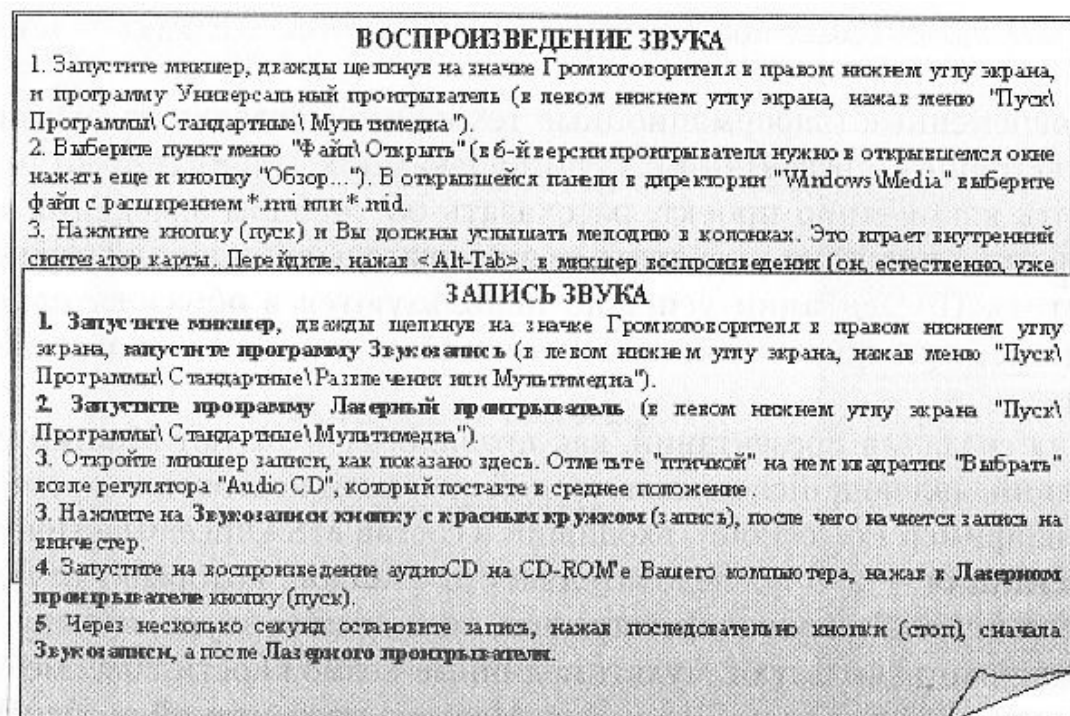 ВОСПРОИЗВЕДЕНИЕ ЗВУКА
1. Запустите микшер, дважды щелкнув на значке Громкоговорителя в правом нижнем углу экрана,
и программу Универсальный проигрыватель (в левом нижнем углу экрана, нажав меню "Пуск\
Программы\ Стандартные\ Мультимедиа").
2. Выберите пункт меню "Файл\ Открыть" (в 6-й версии проигрывателя нужно в открывшемся окне
нажать еще и кнопку "Обзор..."). В открывшейся панели в директории "Windows\Media" выберите
файл с расширением *.rmi или *.mid.
3. Нажмите кнопку (пуск) и Вы должны услышать мелодию в колонках. Это играет внутренний
синтезатор карты. Перейдите, нажав <Alt-Tab>, в микшер воспроизведения (он, естественно, уже
ЗАПИСЬ ЗВУКА
1. Запустите микшер, дважды щелкнув на значке Громкоговорителя в правом нижнем углу
экрана, запустите программу Звукозапись (в левом нижнем углу экрана, нажав меню "Пуск\
Программы\ Стандартные\Развлечения или Мультимедиа").
2. Запустите программу Лазерный проигрыватель (в левом нижнем углу экрана "Пуск\
Программы\ Стандартные\Мультимедиа").
3. Откройте микшер записи, как показано здесь. Отметьте "птичкой" на нем квадратик "Выбрать"
возле регулятора "Audio CD", который поставте в среднее положение.
3. Нажмите на Звукозаписи кнопку с красным кружком (запись), после чего начнется запись на
винчестер.
4. Запустите на воспроизведение аудиоCD на CD-ROM'е Вашего компьютера, нажав в Лазерном
проигрывателе кнопку (пуск).
5. Через несколько секунд остановите запись, нажав последовательно кнопки (стоп), сначала
Звукозаписи, а после Лазерного проигрывателя.